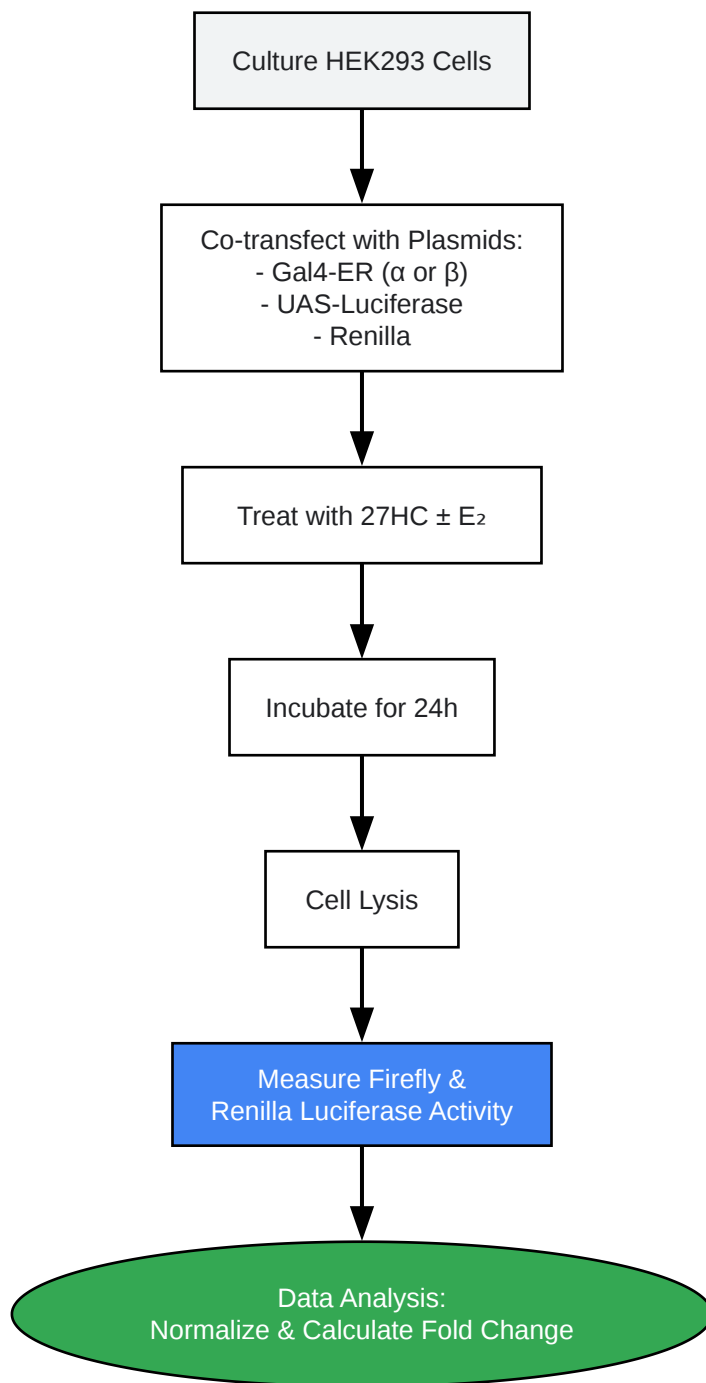 Culture HEK293 Cells
Co-transfect with Plasmids:
- Gal4-ER (α or β)
- UAS-Luciferase
- Renilla
Treat with 27HC ± E₂
Incubate for 24h
Cell Lysis
Measure Firefly &
Renilla Luciferase Activity
Data Analysis:
Normalize & Calculate Fold Change